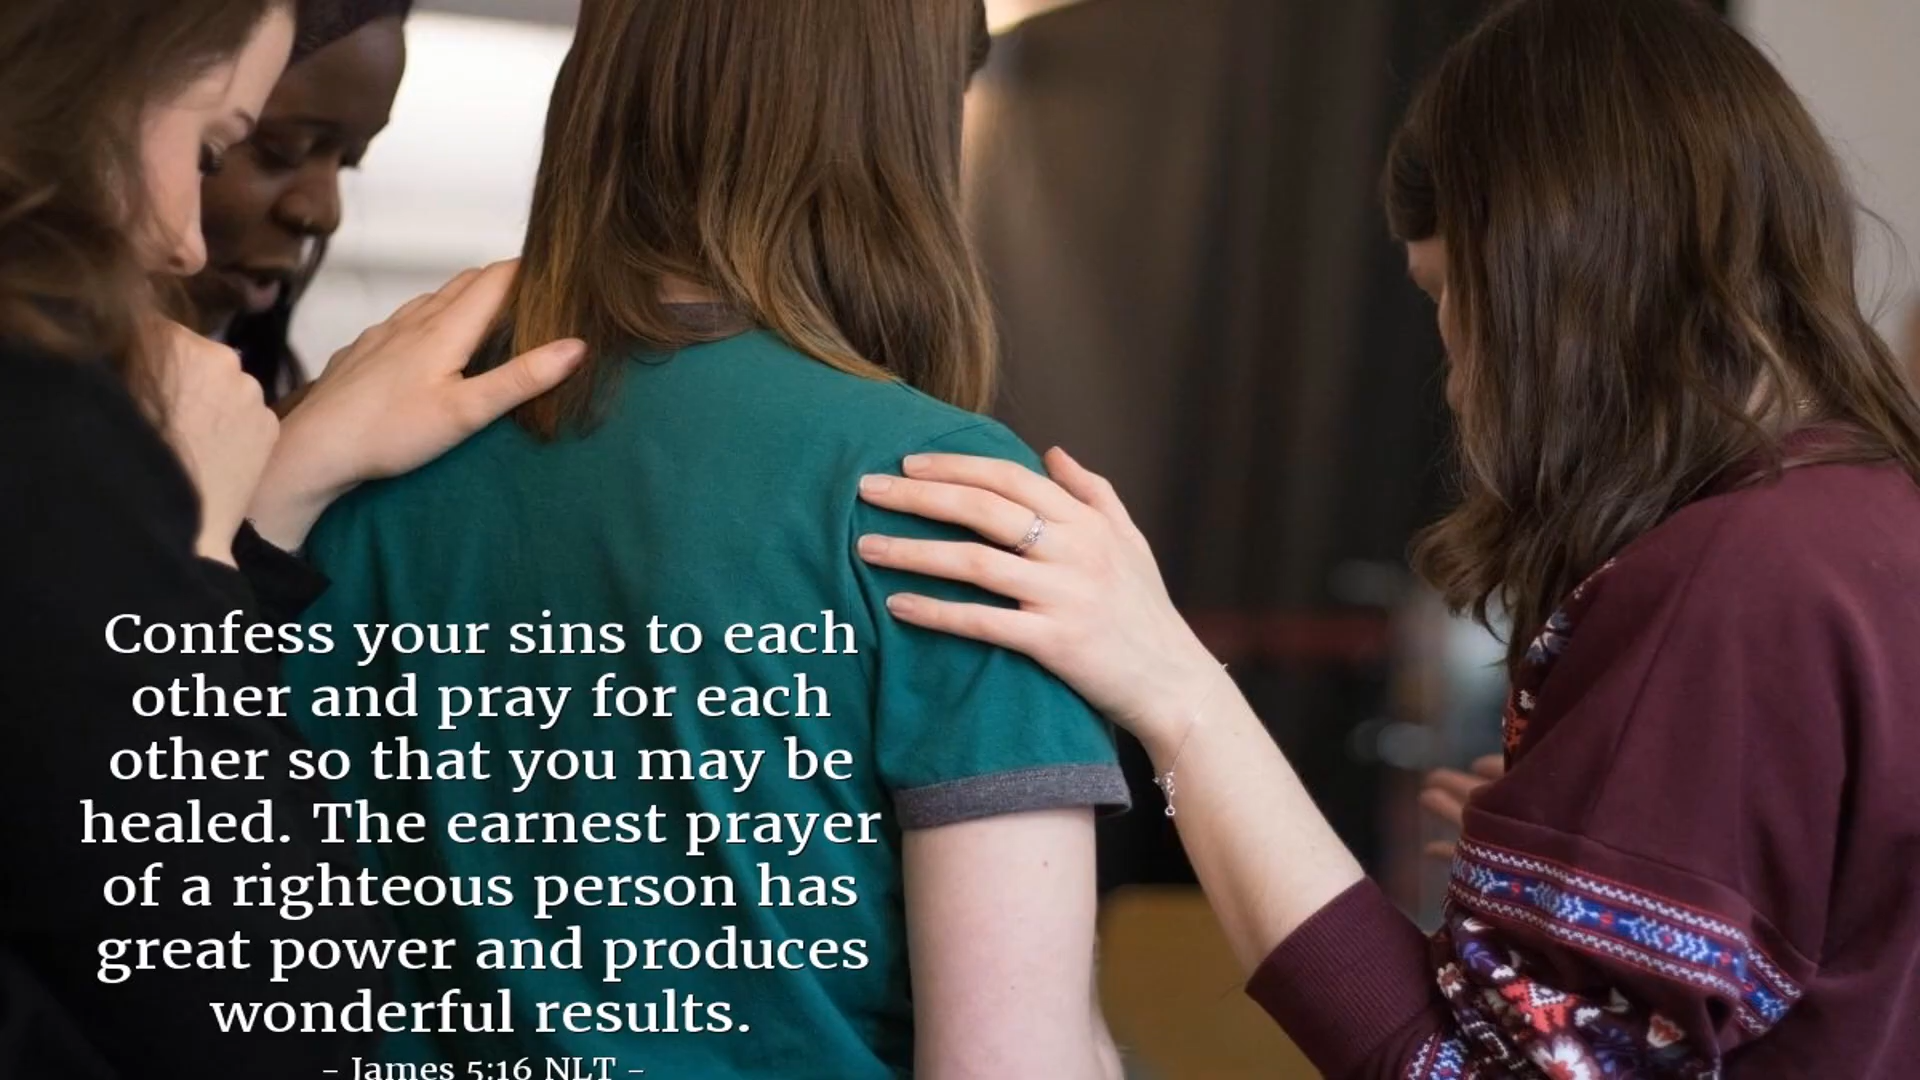 Confess your sins to each
other and pray for each
other so that you may be
healed. The earnest prayer
of a righteous person has
great power and produces
wonderful results.
– James 5:16 NLT –